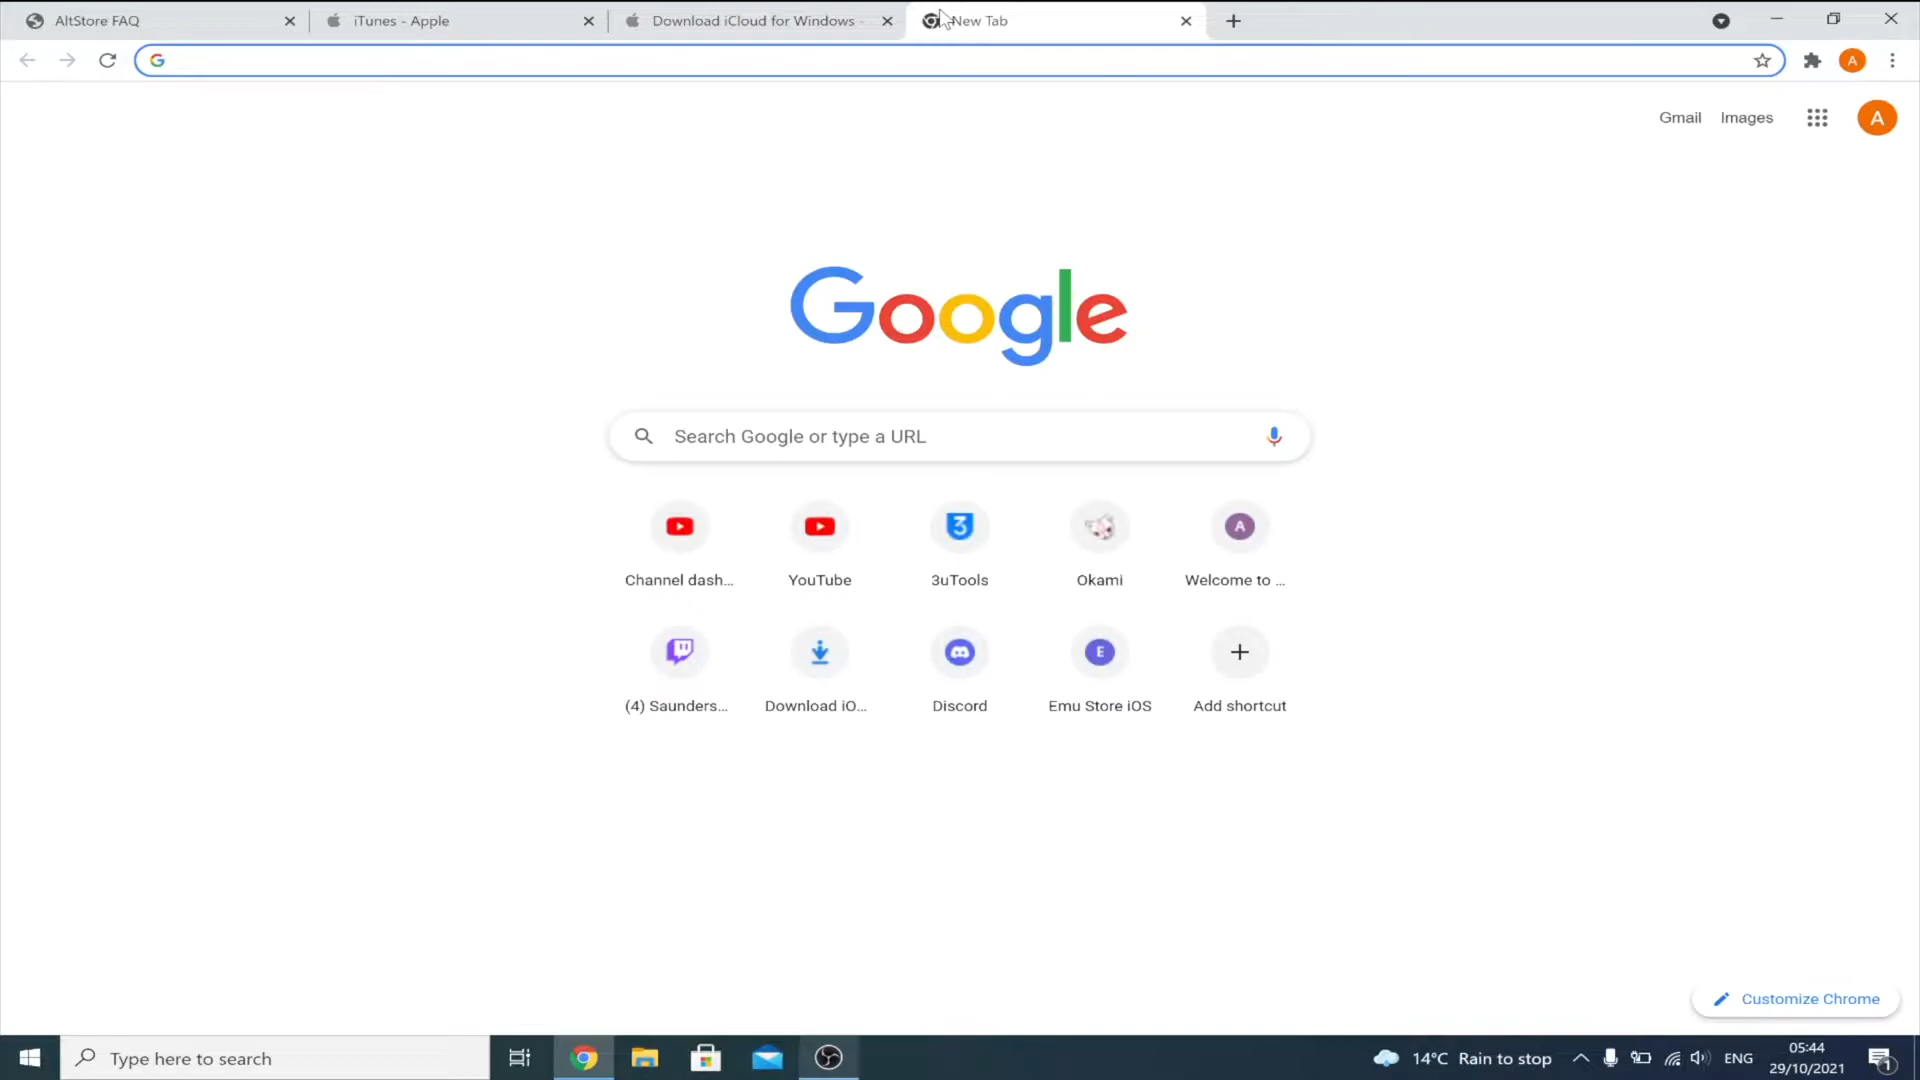 AltStore FAQ
iTunes - Apple
Download iCloud for Windows -
New Tab
A
Gmail
Images
A
Google
Search Google or type a URL
Channel dash...
YouTube
3
3uTools
Okami
A
Welcome to ...
(4) Saunders...
Download iO...
Discord
E
Emu Store iOS
Add shortcut
Customize Chrome
Type here to search
14°C Rain to stop
ENG
05:44
29/10/2021
1